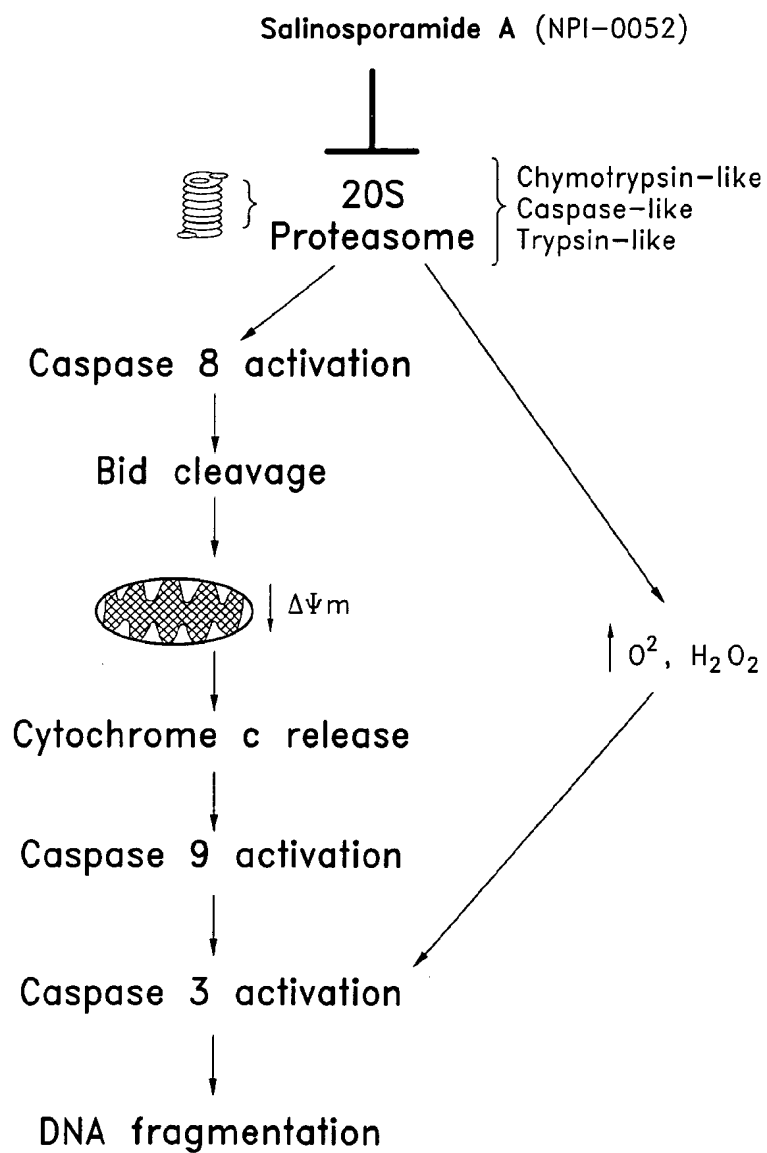 Salinosporamide A (NPI-0052)
20S
Proteasome
Chymotrypsin-like
Caspase-like
Trypsin-like
Caspase 8 activation
Bid cleavage
↓ ΔΨm
↑ O², H₂O₂
Cytochrome c release
Caspase 9 activation
Caspase 3 activation
DNA fragmentation